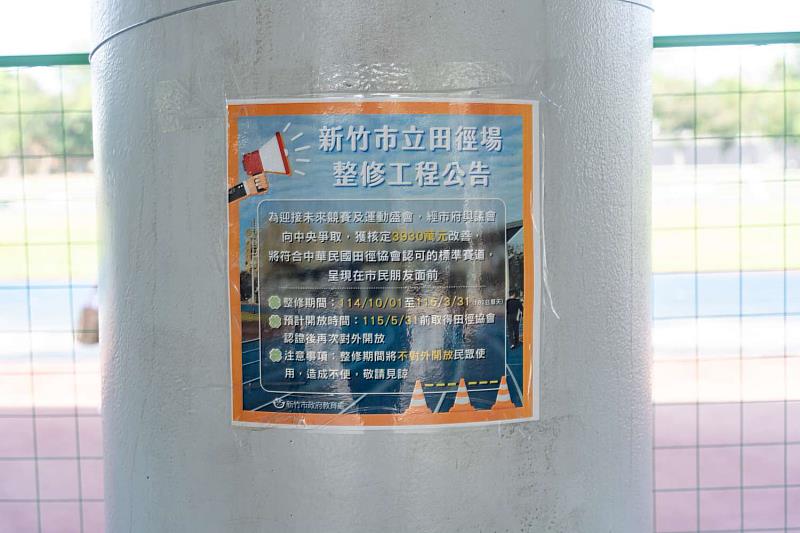 新竹市立田徑場
整修工程公告
為迎接未來競賽及運動盛會，經市府與議會
向中央爭取，獲核定3930萬元改善，
將符合中華民國田徑協會認可的標準賽道，
呈現在市民朋友面前
整修期間：114/10/01至115/3/31
預計開放時間：115/5/31前取得田徑協會
認證後再次對外開放
注意事項：整修期間將不對外開放民眾使
用，造成不便，敬請見諒
新竹市政府教育處